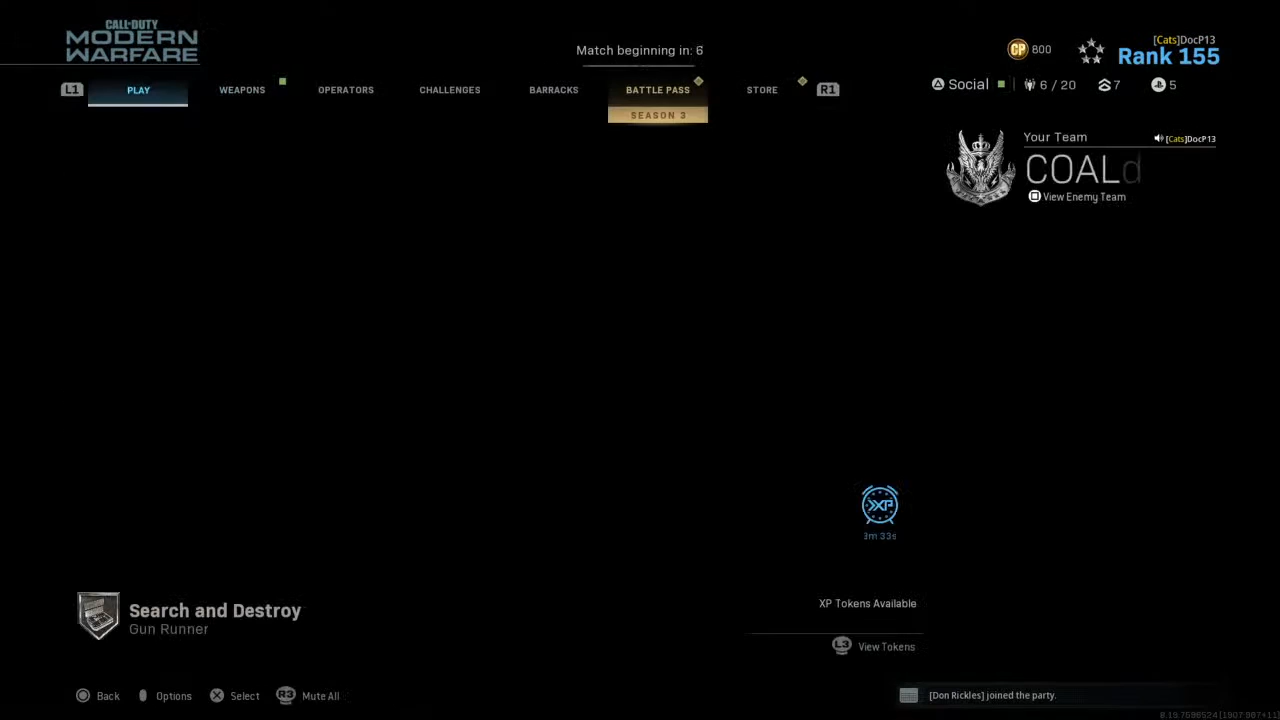 CALL OF DUTY
MODERN
WARFARE
Match beginning in: 6
CP 800
[Cats]DocP13
Rank 155
L1 PLAY WEAPONS OPERATORS CHALLENGES BARRACKS BATTLE PASS STORE R1
SEASON 3
Social 6 / 20 7 5
Your Team
[Cats]DocP13
COALd
View Enemy Team
XP
3m 33s
Search and Destroy
Gun Runner
XP Tokens Available
L3 View Tokens
Back Options Select R3 Mute All
[Don Rickles] joined the party.